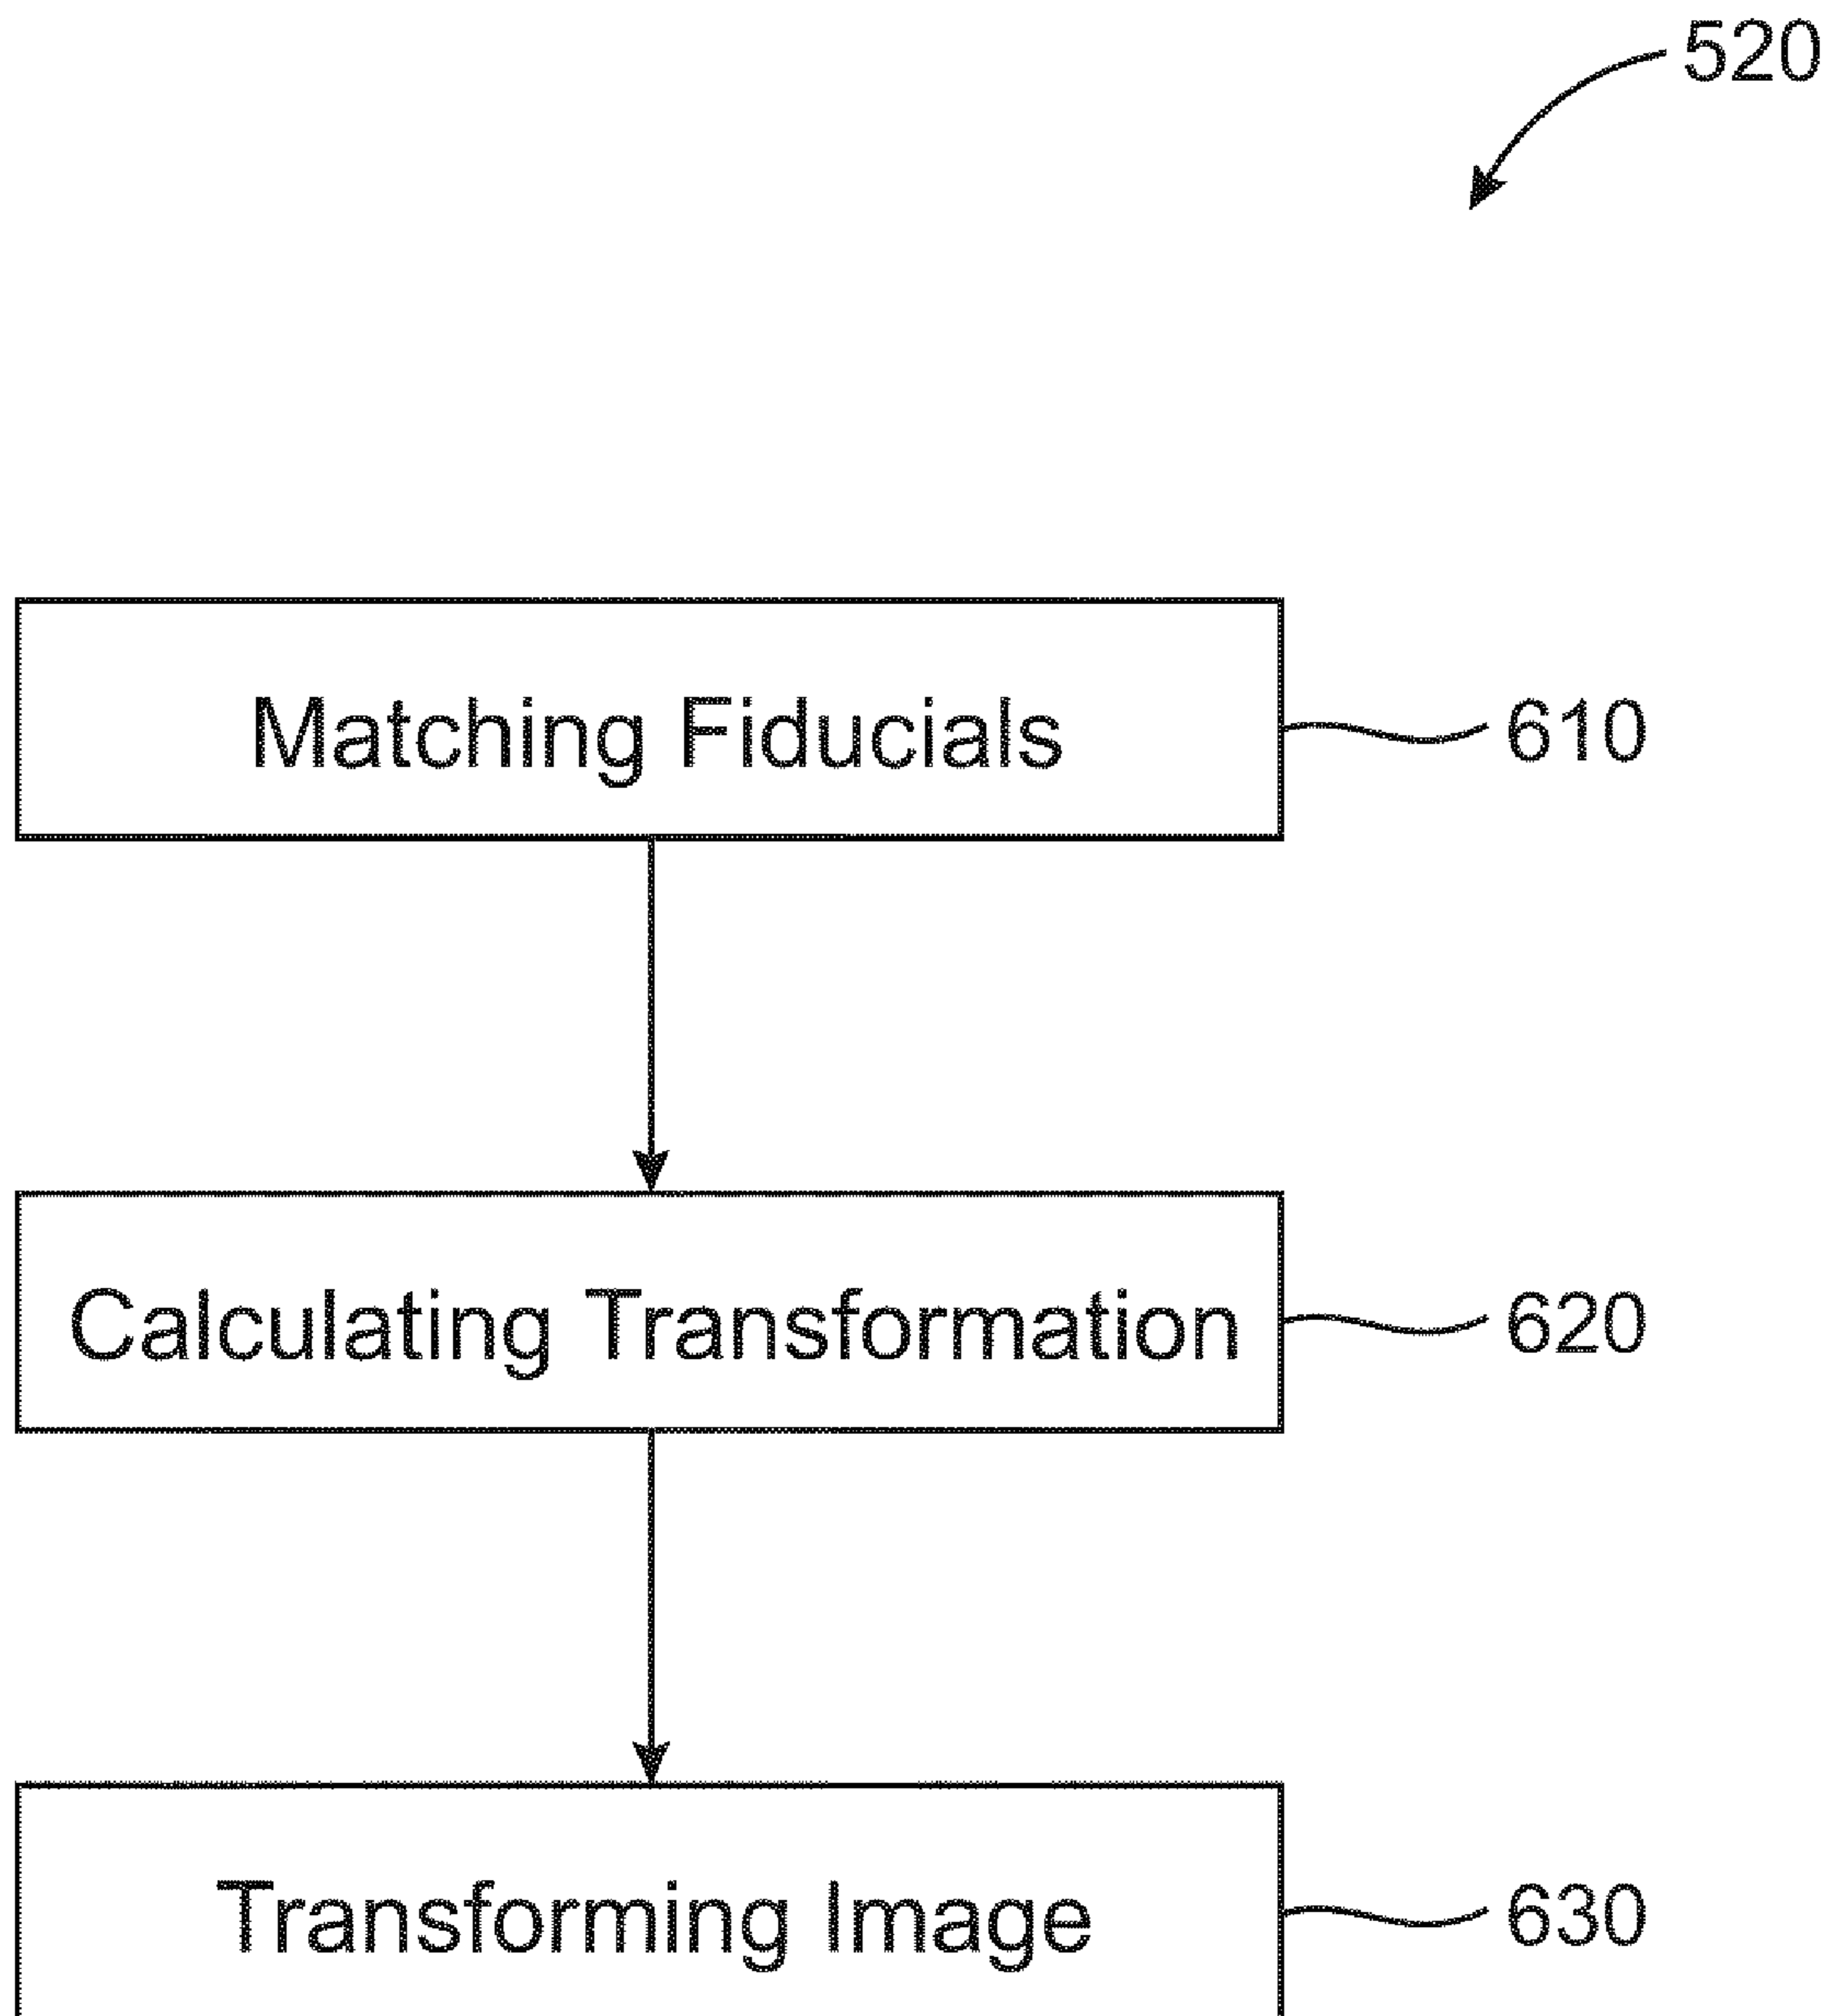 520
Matching Fiducials
610
Calculating Transformation
620
Transforming Image
630